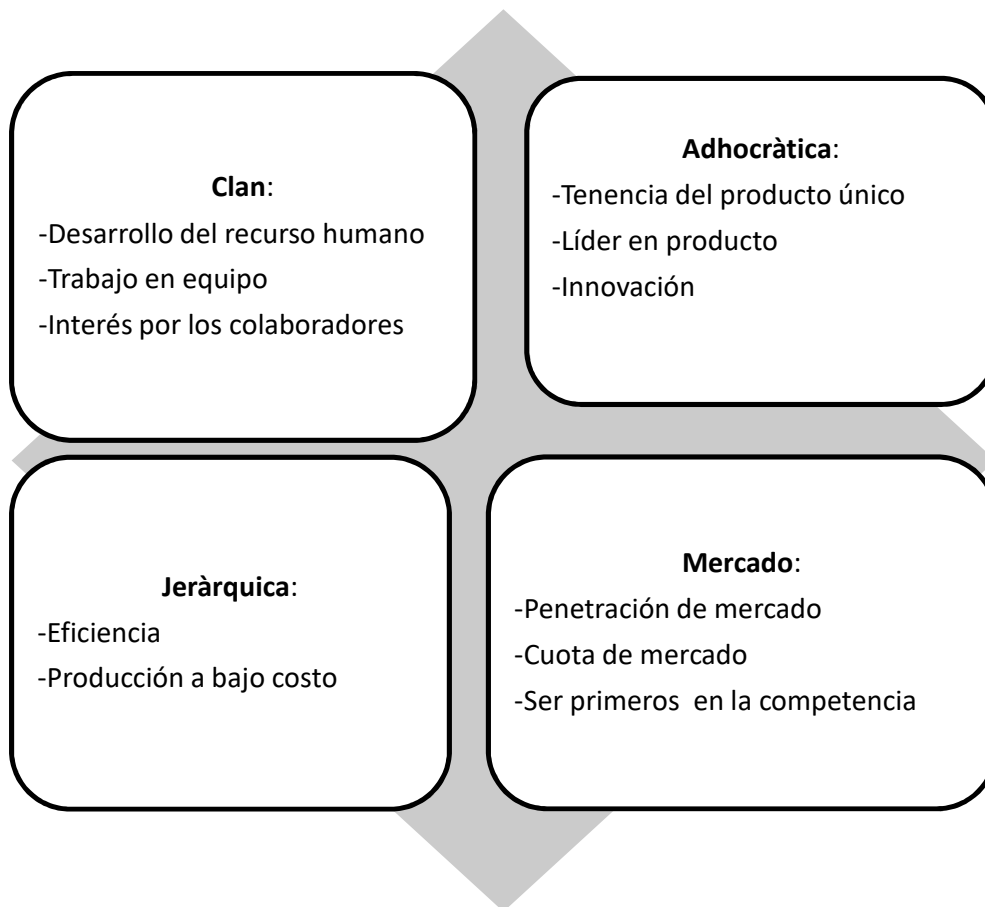 Clan:
-Desarrollo del recurso humano
-Trabajo en equipo
-Interés por los colaboradores
Adhocràtica:
-Tenencia del producto único
-Líder en producto
-Innovación
Jeràrquica:
-Eficiencia
-Producción a bajo costo
Mercado:
-Penetración de mercado
-Cuota de mercado
-Ser primeros  en la competencia